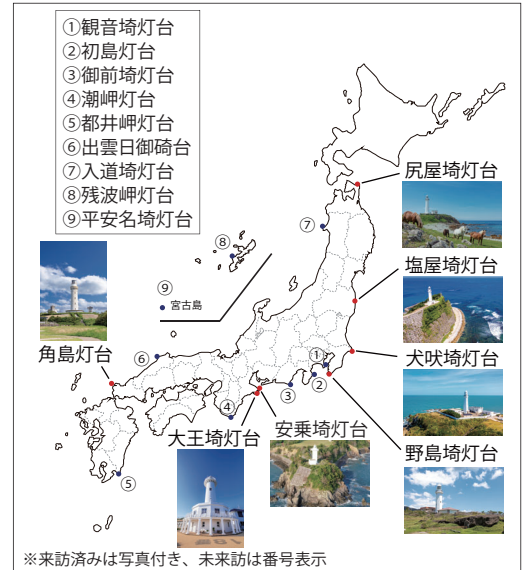 ①観音埼灯台
②初島灯台
③御前埼灯台
④潮岬灯台
⑤都井岬灯台
⑥出雲日御碕灯台
⑦入道埼灯台
⑧残波岬灯台
⑨平安名埼灯台
尻屋埼灯台
⑦
⑧
塩屋埼灯台
⑨
宮古島
角島灯台
⑥
①
犬吠埼灯台
②
③
④
大王埼灯台
安乗埼灯台
野島埼灯台
⑤
※来訪済みは写真付き、未来訪は番号表示